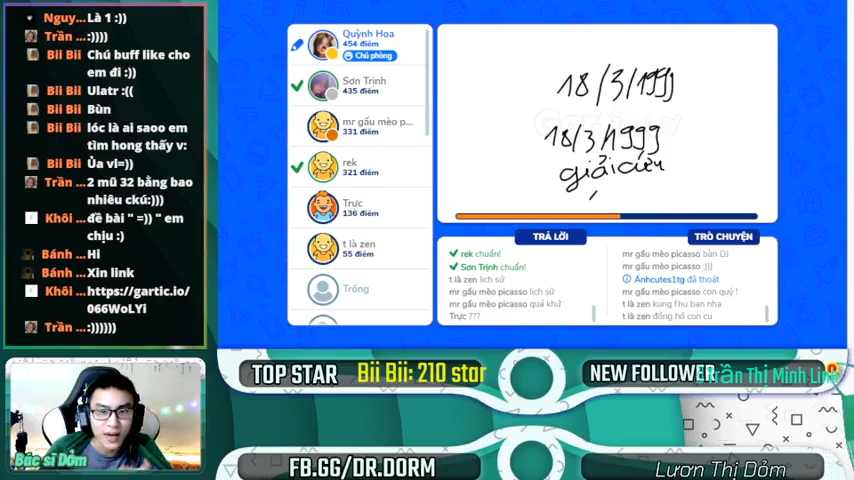 Nguy... Là 1 :))
Trần ... :))))
Bii Bii Chú buff like cho
em đi :))
Bii Bii Ulatr :((
Bii Bii Bùn
Bii Bii lóc là ai saoo em
tìm hong thấy v:
Bii Bii Ủa vl=))
Trần ... 2 mũ 32 bằng bao
nhiêu ckú:)))
Khôi ... đề bài " =)) " em
chịu :)
Bánh... Hi
Bánh... Xin link
Khôi ... https://gartic.io/
066WoLYi
Trần ... :))))))
Bác sĩ Dỏm
Quỳnh Hoa
454 điểm
Chủ phòng
Sơn Trịnh
435 điểm
mr gấu mèo p...
331 điểm
rek
321 điểm
Trực
136 điểm
t là zen
55 điểm
Trống
18/3/1999
18/3/1999
giải cứu
TRẢ LỜI
rek chuẩn!
Sơn Trịnh chuẩn!
t là zen lịch sử
mr gấu mèo picasso lịch sử
mr gấu mèo picasso quá khứ
Trực ???
TRÒ CHUYỆN
mr gấu mèo picasso bàn DJ
mr gấu mèo picasso :)))
Ánhcutes1tg đã thoát
mr gấu mèo picasso con quỷ !
t là zen kung fhu ban nha
t là zen đồng hồ con cu
TOP STAR
Bii Bii: 210 star
NEW FOLLOWER
Trần Thị Minh Linh
FB.GG/DR.DORM
Lươn Thị Dỏm